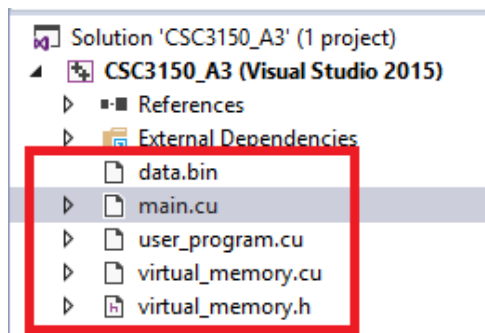 Solution 'CSC3150_A3' (1 project)
CSC3150_A3 (Visual Studio 2015)
References
External Dependencies
data.bin
main.cu
user_program.cu
virtual_memory.cu
virtual_memory.h